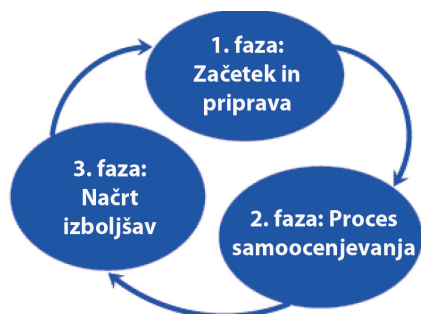 1. faza:
Začetek in
priprava
2. faza: Proces
samoocenjevanja
3. faza:
Načrt
izboljšav